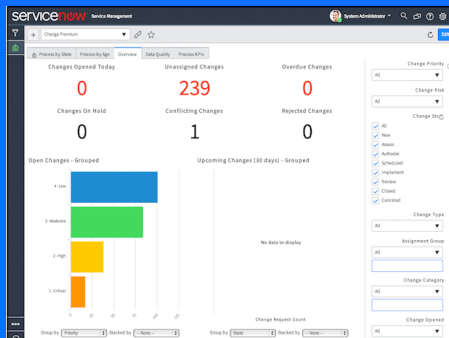 servicenow Service Management
System Administrator
Change Premium
Process by State Process by Age Overview Data Quality Process KPIs
Changes Opened Today Unassigned Changes Overdue Changes
0 239 0
Changes On Hold Conflicting Changes Rejected Changes
0 1 0
Open Changes - Grouped Upcoming Changes (30 days) - Grouped
4 - Low
3 - Moderate
2 - High
1 - Critical
No data to display
Change Request Count
Group by Priority Stacked by -- None -- Group by State Stacked by -- None --
Change Priority
All
Change Risk
All
Change State
All
New
Assess
Authorize
Scheduled
Implement
Review
Closed
Canceled
Change Type
All
Assignment Group
All
Change Category
All
Change Opened
All